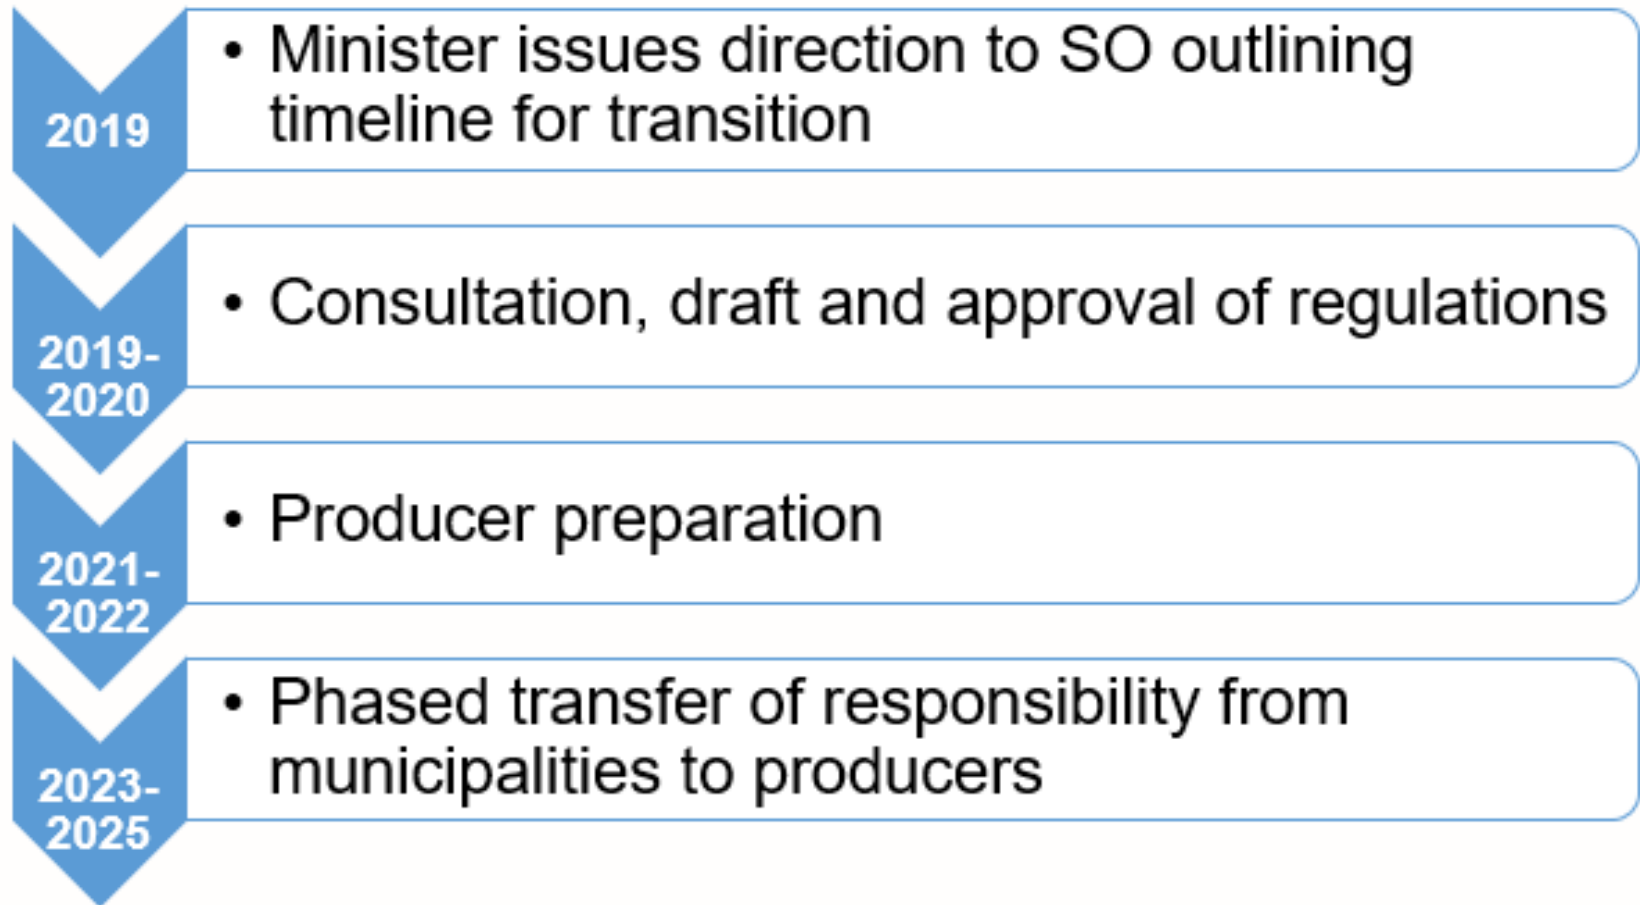 2019
• Minister issues direction to SO outlining
timeline for transition
2019-
2020
• Consultation, draft and approval of regulations
2021-
2022
• Producer preparation
2023-
2025
• Phased transfer of responsibility from
municipalities to producers